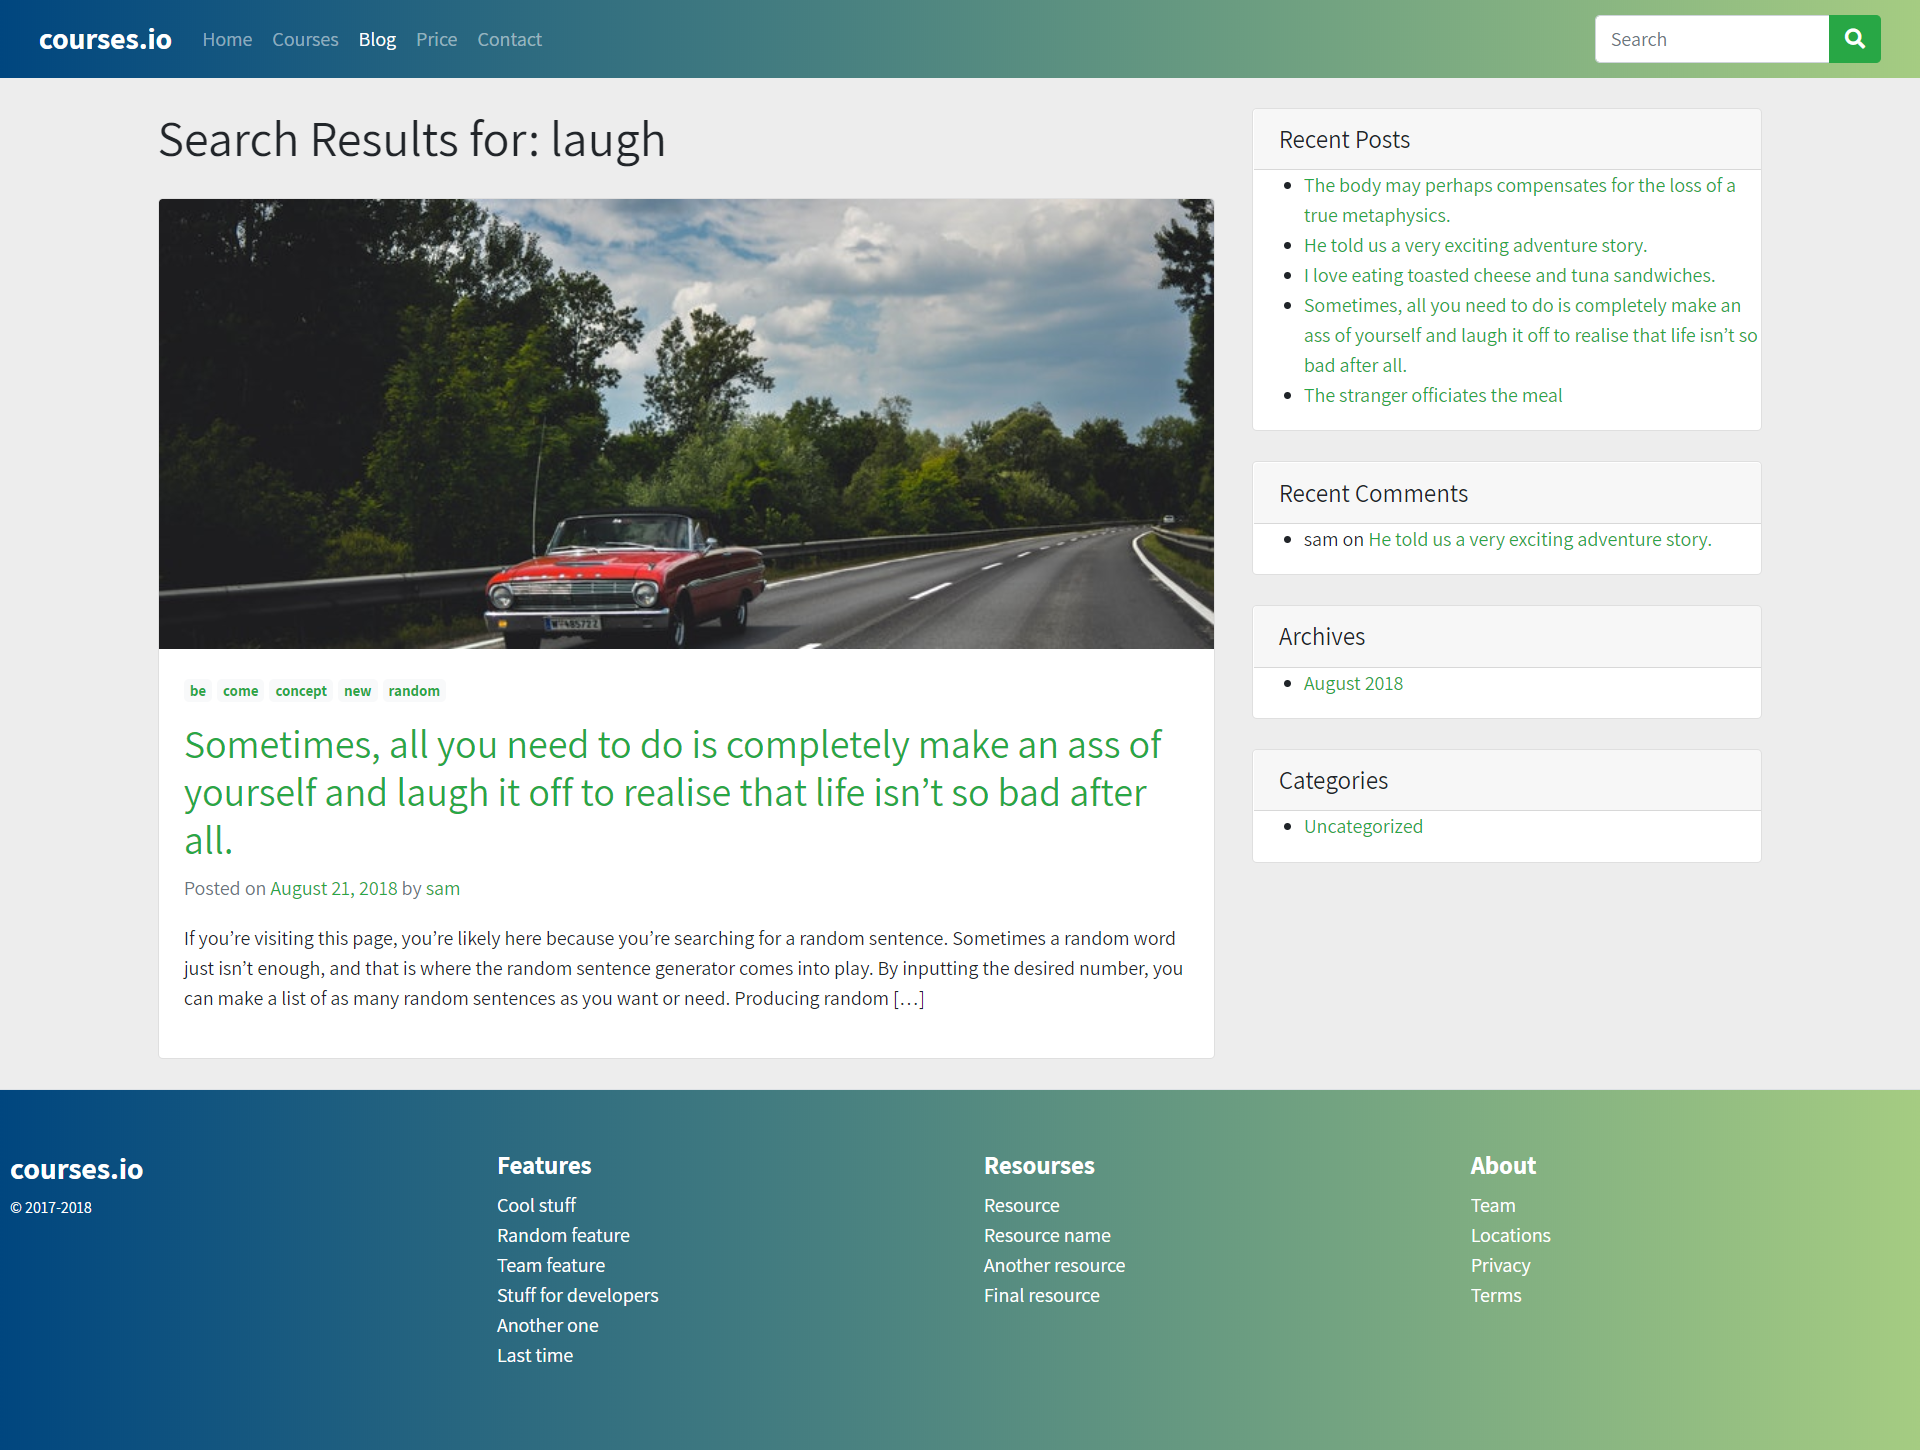 courses.io Home Courses Blog Price Contact Search
Search Results for: laugh
be come concept new random
Sometimes, all you need to do is completely make an ass of
yourself and laugh it off to realise that life isn’t so bad after
all.
Posted on August 21, 2018 by sam
If you’re visiting this page, you’re likely here because you’re searching for a random sentence. Sometimes a random word
just isn’t enough, and that is where the random sentence generator comes into play. By inputting the desired number, you
can make a list of as many random sentences as you want or need. Producing random […]
Recent Posts
The body may perhaps compensates for the loss of a
true metaphysics.
He told us a very exciting adventure story.
I love eating toasted cheese and tuna sandwiches.
Sometimes, all you need to do is completely make an
ass of yourself and laugh it off to realise that life isn’t so
bad after all.
The stranger officiates the meal
Recent Comments
sam on He told us a very exciting adventure story.
Archives
August 2018
Categories
Uncategorized
courses.io
© 2017-2018
Features
Cool stuff
Random feature
Team feature
Stuff for developers
Another one
Last time
Resourses
Resource
Resource name
Another resource
Final resource
About
Team
Locations
Privacy
Terms